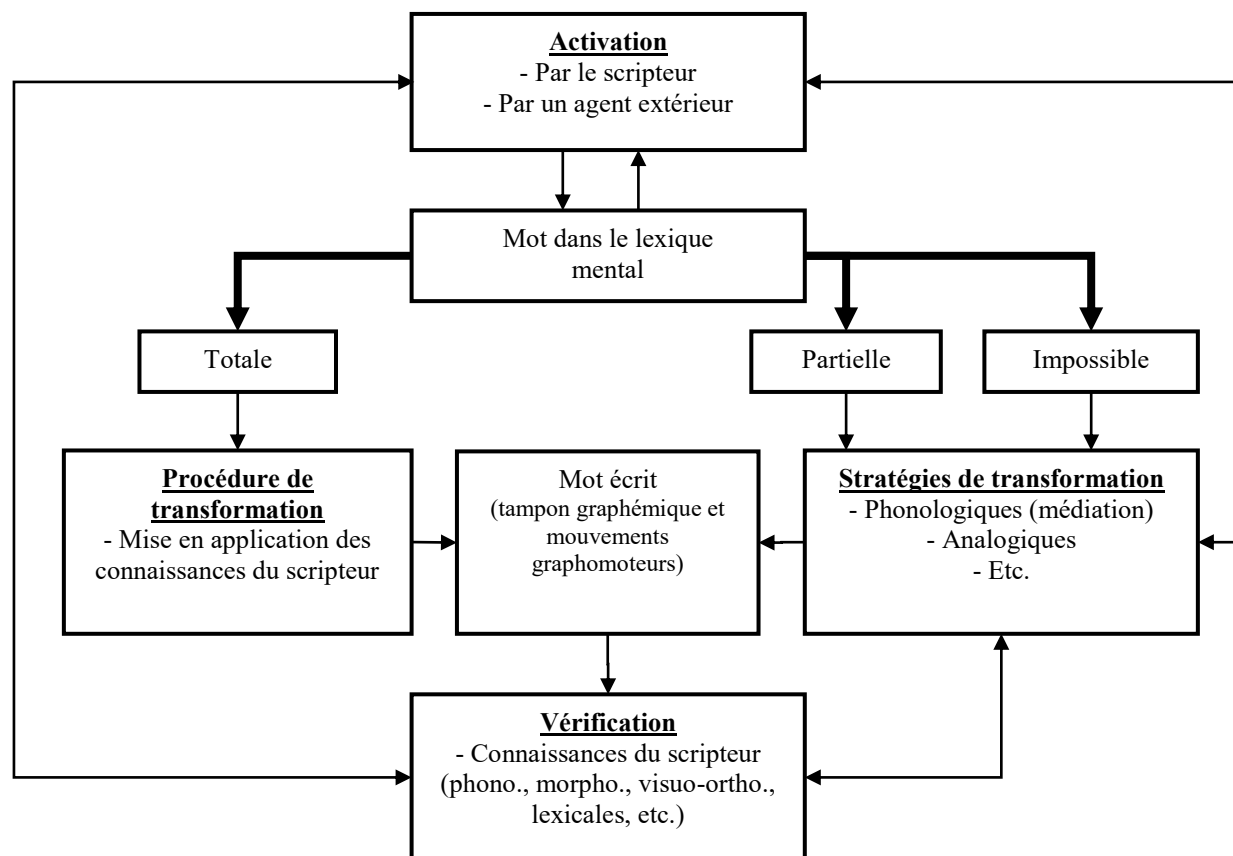 Activation
- Par le scripteur
- Par un agent extérieur
Mot dans le lexique
mental
Totale
Partielle
Impossible
Procédure de
transformation
- Mise en application des
connaissances du scripteur
Mot écrit
(tampon graphémique et
mouvements
graphomoteurs)
Stratégies de transformation
- Phonologiques (médiation)
- Analogiques
- Etc.
Vérification
- Connaissances du scripteur
(phono., morpho., visuo-ortho.,
lexicales, etc.)